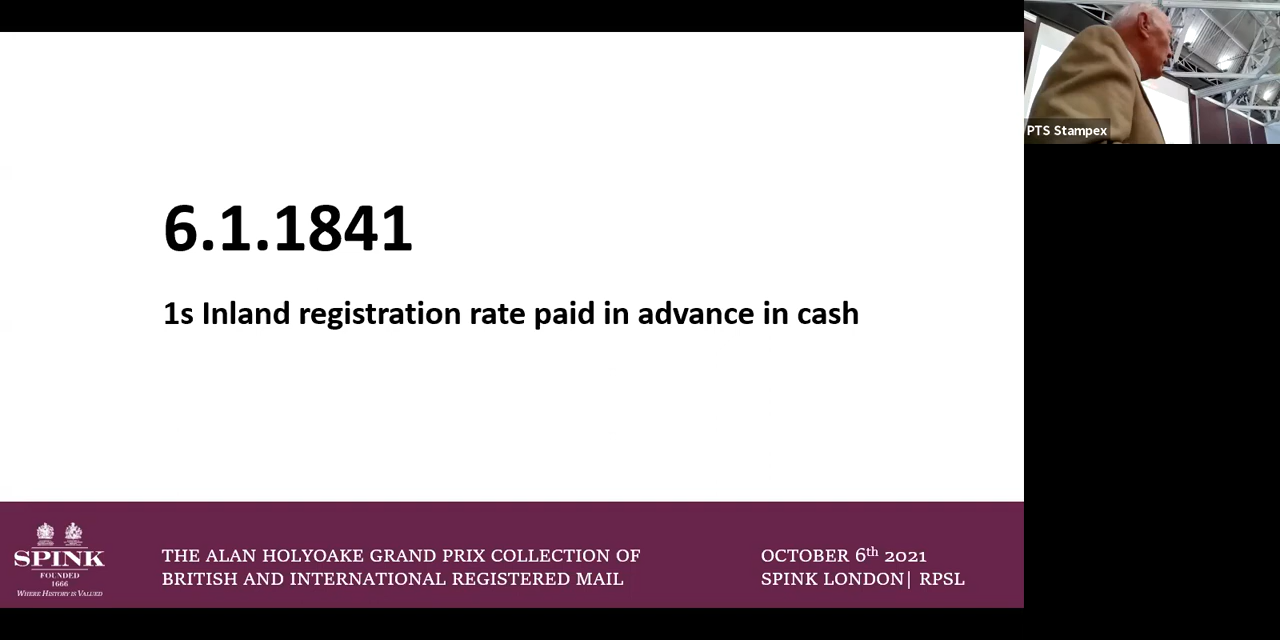 6.1.1841
1s Inland registration rate paid in advance in cash
PTS Stampex
SPINK
FOUNDED
1666
WHERE HISTORY IS VALUED
THE ALAN HOLYOAKE GRAND PRIX COLLECTION OF
BRITISH AND INTERNATIONAL REGISTERED MAIL
OCTOBER 6th 2021
SPINK LONDON| RPSL